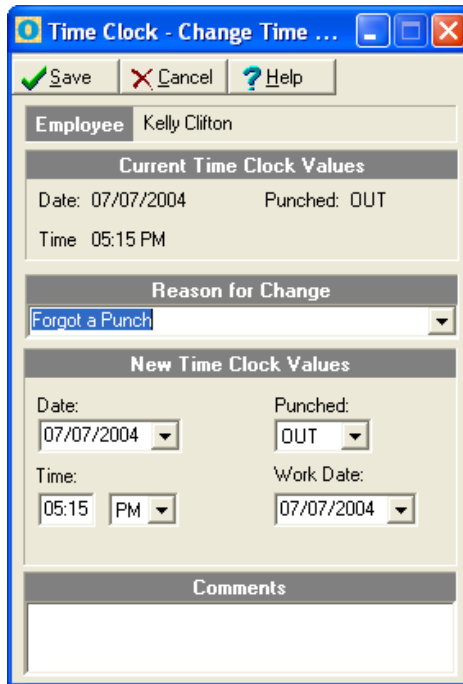 Time Clock - Change Time ...
Save Cancel ? Help
Employee Kelly Clifton
Current Time Clock Values
Date: 07/07/2004 Punched: OUT
Time 05:15 PM
Reason for Change
Forgot a Punch
New Time Clock Values
Date: Punched:
07/07/2004 OUT
Time: Work Date:
05:15 PM 07/07/2004
Comments